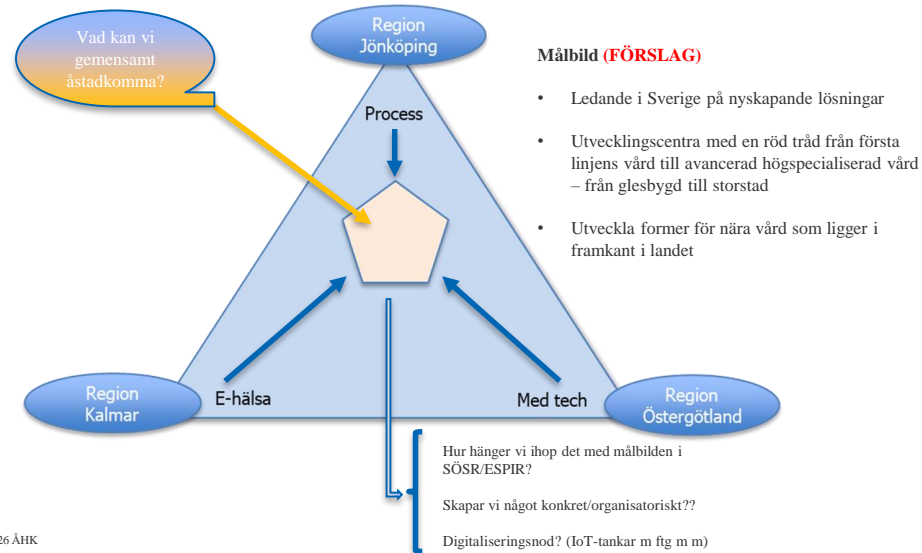 Region
Jönköping
Vad kan vi
gemensamt
åstadkomma?
Målbild (FÖRSLAG)
• Ledande i Sverige på nyskapande lösningar
• Utvecklingscentra med en röd tråd från första
linjens vård till avancerad högspecialiserad vård
– från glesbygd till storstad
• Utveckla former för nära vård som ligger i
framkant i landet
Process
Region
Kalmar
E-hälsa
Med tech
Region
Östergötland
Hur hänger vi ihop det med målbilden i
SÖSR/ESPIR?
Skapar vi något konkret/organisatoriskt??
Digitaliseringsnod? (IoT-tankar m ftg m m)
26 ÅHK